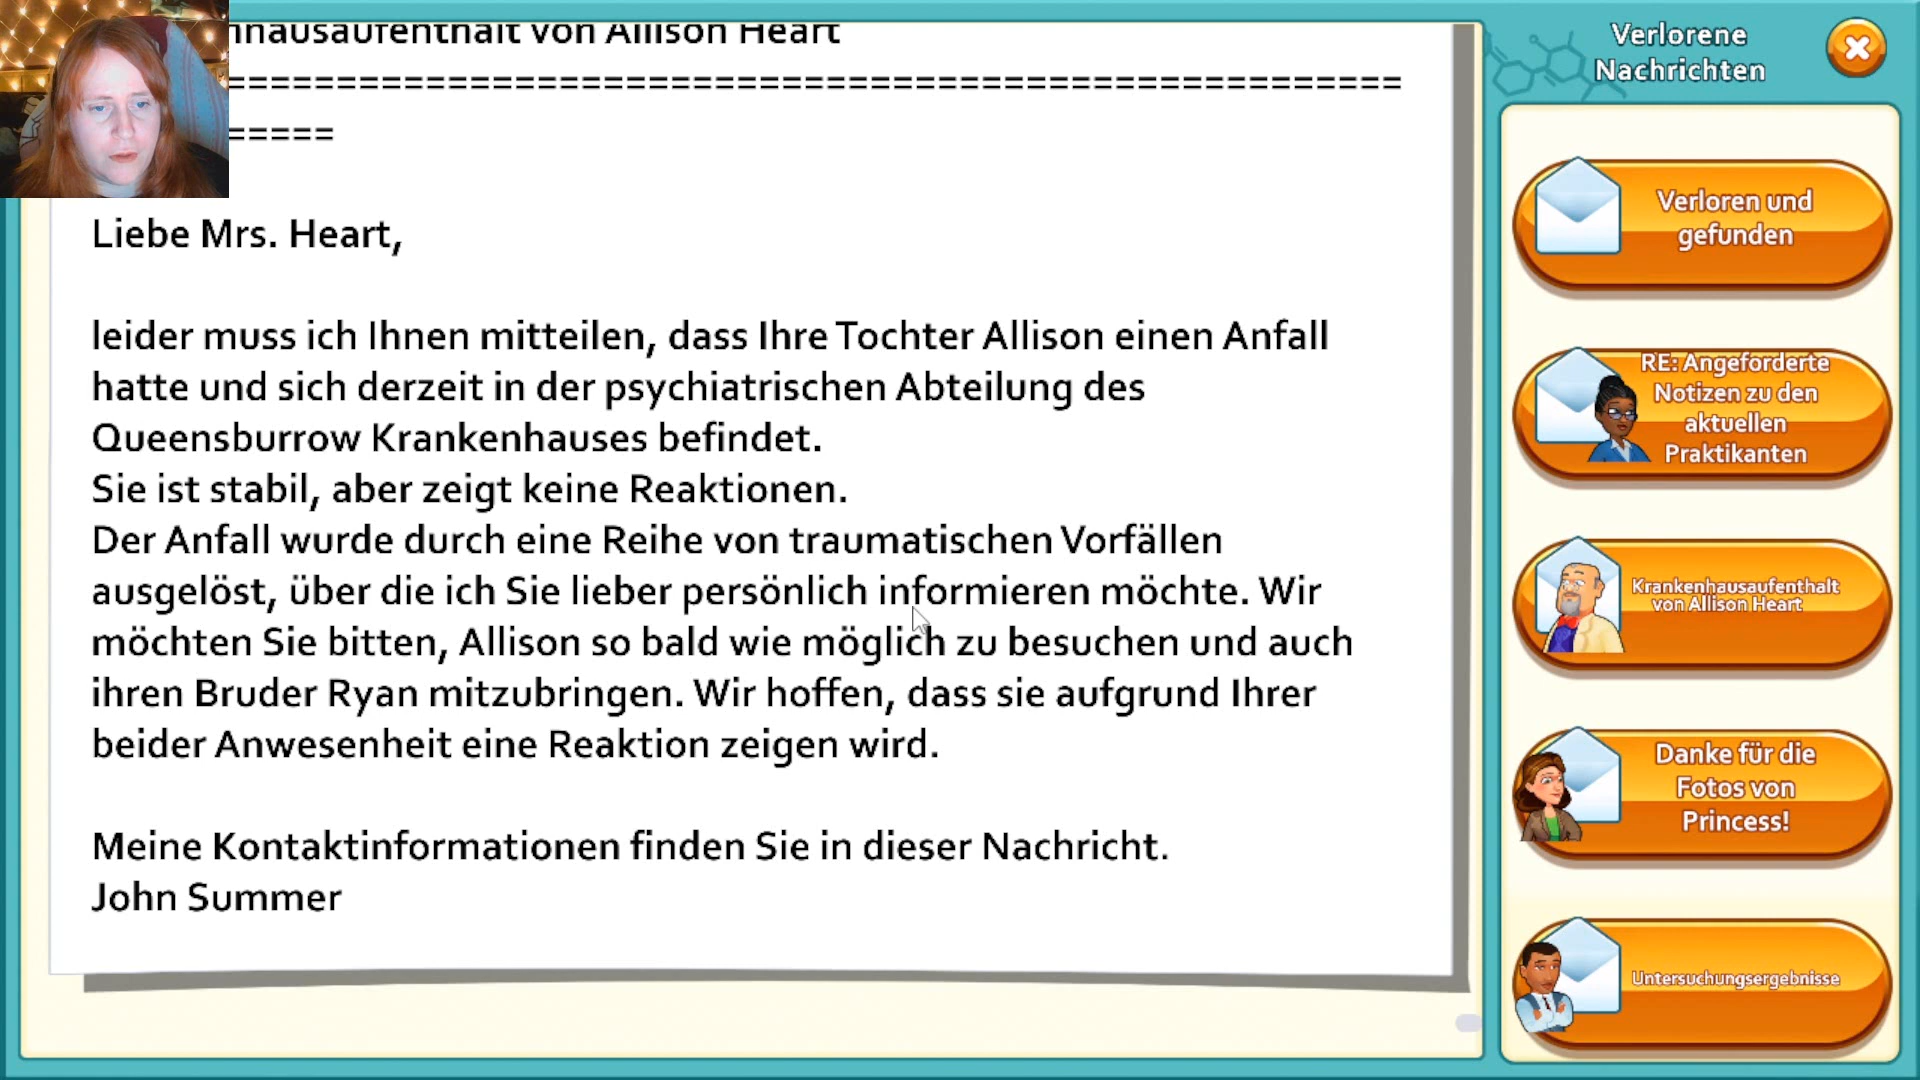 von Allison Heart
Liebe Mrs. Heart,
leider muss ich Ihnen mitteilen, dass Ihre Tochter Allison einen Anfall
hatte und sich derzeit in der psychiatrischen Abteilung des
Queensburrow Krankenhauses befindet.
Sie ist stabil, aber zeigt keine Reaktionen.
Der Anfall wurde durch eine Reihe von traumatischen Vorfällen
ausgelöst, über die ich Sie lieber persönlich informieren möchte. Wir
möchten Sie bitten, Allison so bald wie möglich zu besuchen und auch
ihren Bruder Ryan mitzubringen. Wir hoffen, dass sie aufgrund Ihrer
beider Anwesenheit eine Reaktion zeigen wird.
Meine Kontaktinformationen finden Sie in dieser Nachricht.
John Summer
Verlorene
Nachrichten
Verloren und
gefunden
RE: Angeforderte
Notizen zu den
aktuellen
Praktikanten
Krankenhausaufenthalt
von Allison Heart
Danke für die
Fotos von
Princess!
Untersuchungsergebnisse